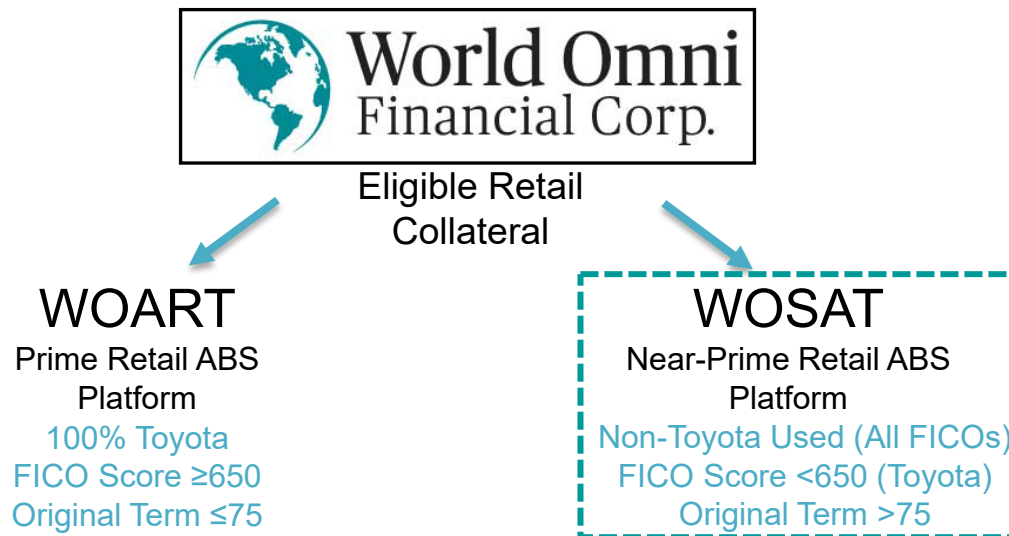 World Omni
Financial Corp.
Eligible Retail
Collateral
WOART
Prime Retail ABS
Platform
100% Toyota
FICO Score ≥650
Original Term ≤75
WOSAT
Near-Prime Retail ABS
Platform
Non-Toyota Used (All FICOs)
FICO Score <650 (Toyota)
Original Term >75